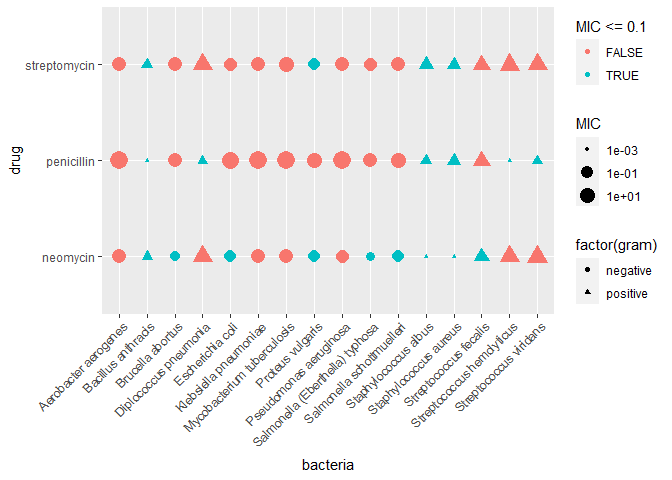 streptomycin
penicillin
neomycin
drug
Aerobacter aerogenes
Bacillus anthracis
Brucella abortus
Diplococcus pneumonia
Escherichia coli
Klebsiella pneumoniae
Mycobacterium tuberculosis
Proteus vulgaris
Pseudomonas aeruginosa
Salmonella (Eberthella) typhosa
Salmonella schottmuelleri
Staphylococcus albus
Staphylococcus aureus
Streptococcus fecalis
Streptococcus hemolyticus
Streptococcus viridans
bacteria
MIC <= 0.1
FALSE
TRUE
MIC
1e-03
1e-01
1e+01
factor(gram)
negative
positive